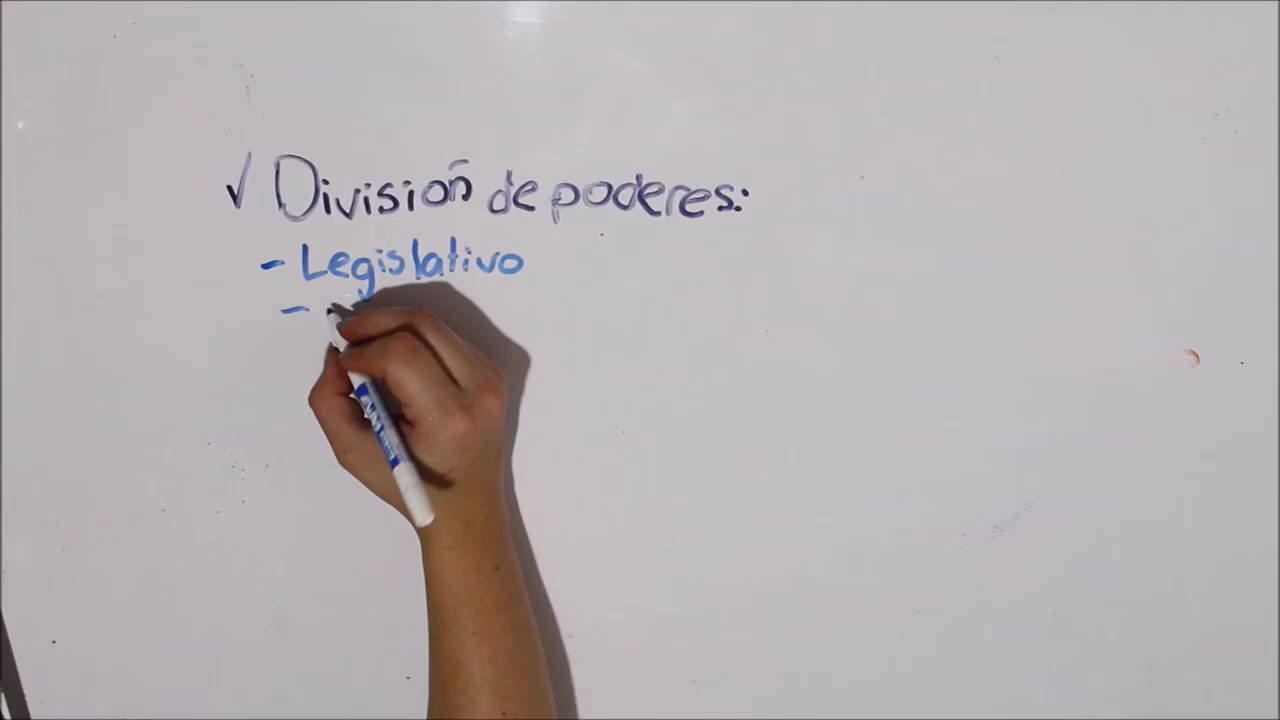 ✓ División de poderes:
- Legislativo
-